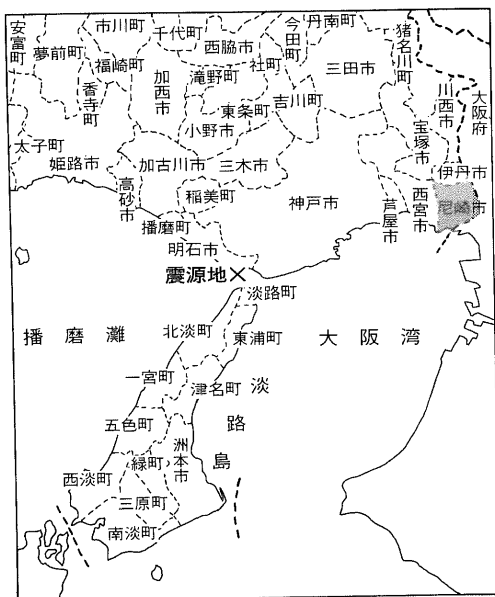 安富町
夢前町
市川町
千代町
西脇市
今田町
丹南町
猪名川町
香寺町
福崎町
加西市
滝野町
社町
三田市
川西市
大阪府
東条町
吉川町
小野市
宝塚市
伊丹市
太子町
姫路市
高砂市
加古川市
三木市
稲美町
神戸市
芦屋市
西宮市
尼崎市
播磨町
明石市
震源地×
淡路町
播磨灘
北淡町
東浦町
大阪湾
一宮町
津名町
淡路島
五色町
洲本市
緑町
西淡町
三原町
南淡町